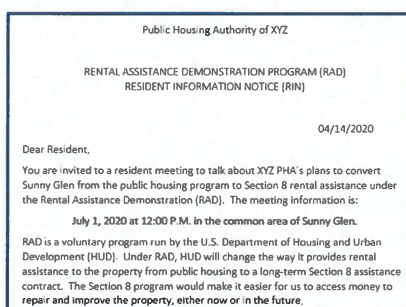 Public Housing Authority of XYZ
RENTAL ASSISTANCE DEMONSTRATION PROGRAM (RAD)
RESIDENT INFORMATION NOTICE (RIN)
04/14/2020
Dear Resident,
You are invited to a resident meeting to talk about XYZ PHA's plans to convert
Sunny Glen from the public housing program to Section 8 rental assistance under
the Rental Assistance Demonstration (RAD). The meeting information is:
July 1, 2020 at 12:00 P.M. in the common area of Sunny Glen.
RAD is a voluntary program run by the U.S. Department of Housing and Urban
Development (HUD). Under RAD, HUD will change the way it provides rental
assistance to the property from public housing to a long-term Section 8 assistance
contract. The Section 8 program would make it easier for us to access money to
repair and improve the property, either now or in the future.